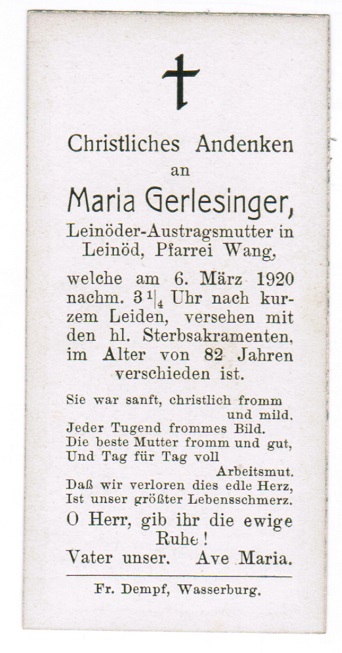 Christliches Andenken
an
Maria Gerlesinger,
Leinöder-Austragsmutter in
Leinöd, Pfarrei Wang,
welche am 6. März 1920
nachm. 3 1/4 Uhr nach kur-
zem Leiden, versehen mit
den hl. Sterbsakramenten,
im Alter von 82 Jahren
verschieden ist.
Sie war sanft, christlich fromm
und mild.
Jeder Tugend frommes Bild.
Die beste Mutter fromm und gut,
Und Tag für Tag voll
Arbeitsmut.
Daß wir verloren dies edle Herz,
Ist unser größter Lebensschmerz.
O Herr, gib ihr die ewige
Ruhe!
Vater unser. Ave Maria.
Fr. Dempf, Wasserburg.